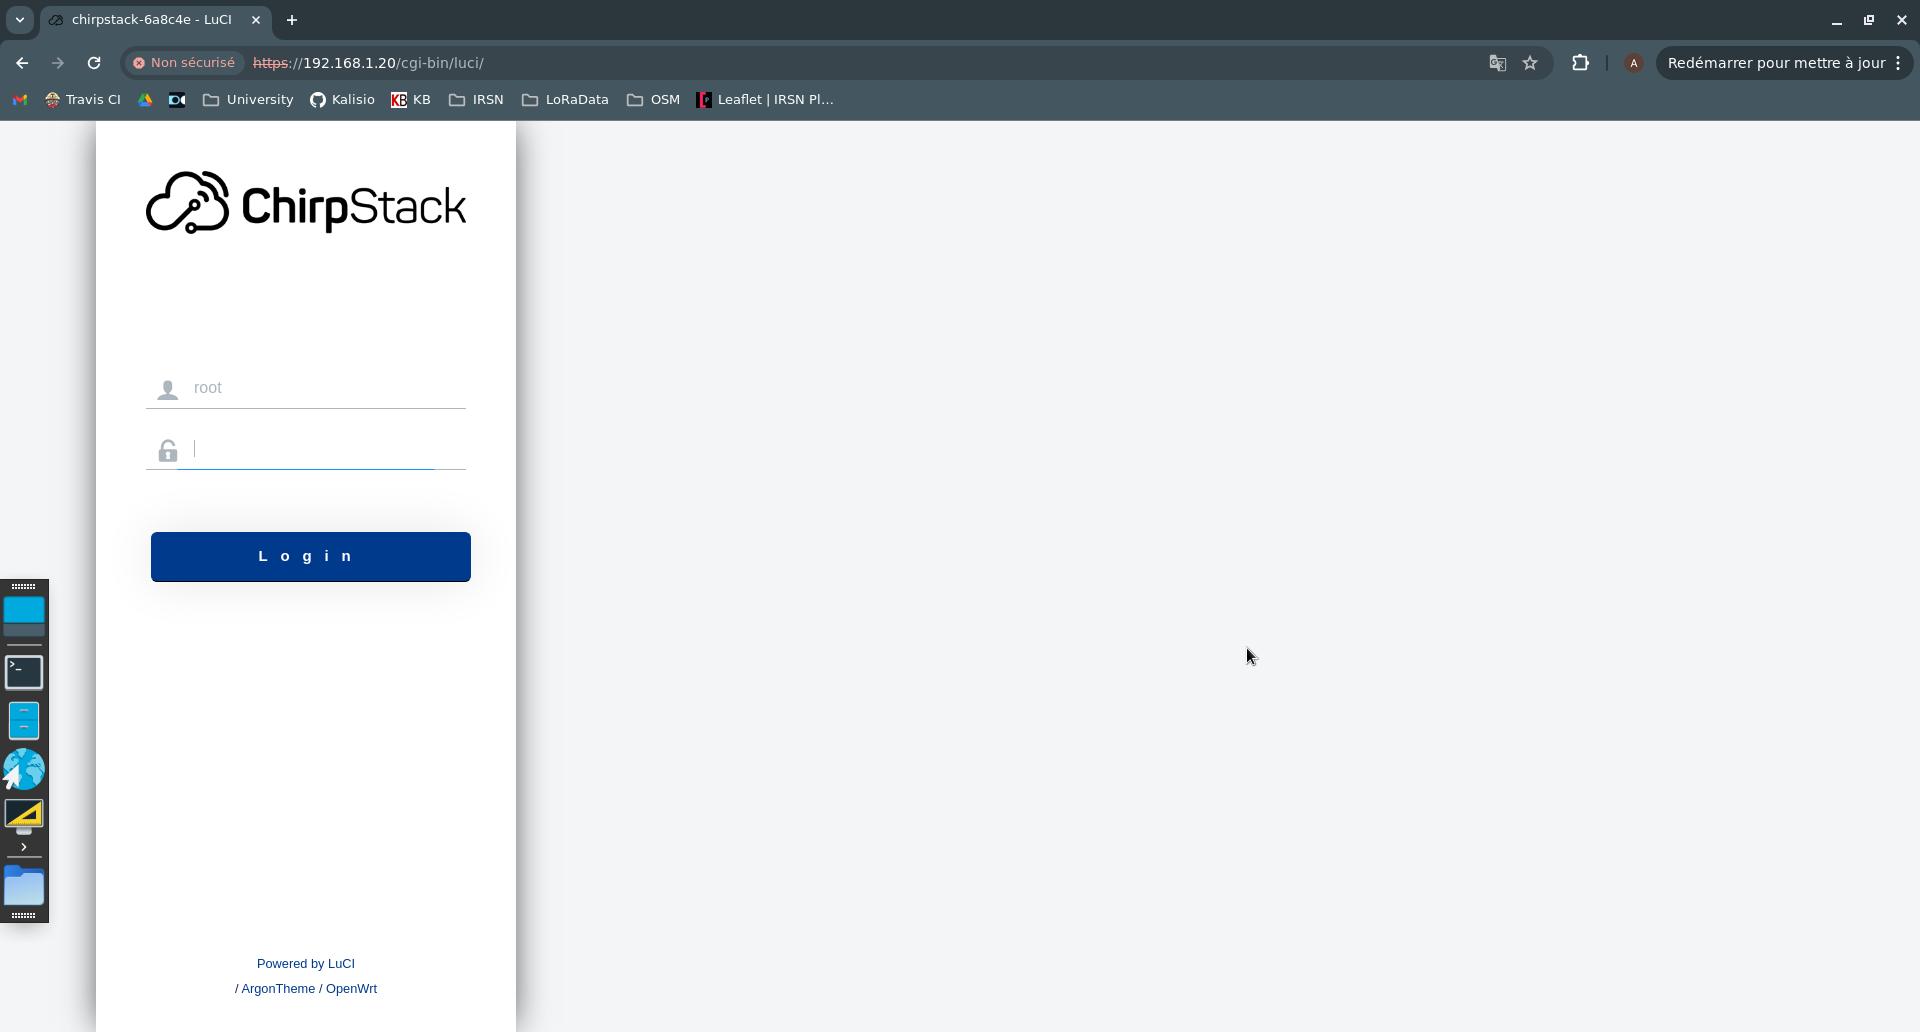 chirpstack-6a8c4e - LuCI
Non sécurisé https://192.168.1.20/cgi-bin/luci/ A Redémarrer pour mettre à jour
Travis CI University Kalisio KB KB IRSN LoRaData OSM Leaflet | IRSN Pl…
ChirpStack
root
Login
Powered by LuCI
/ ArgonTheme / OpenWrt